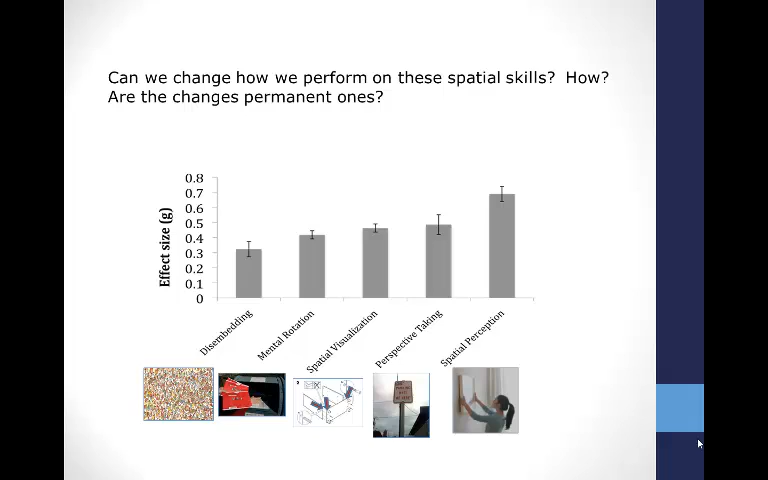 Can we change how we perform on these spatial skills?  How?
Are the changes permanent ones?
Effect size (g)
0.8
0.7
0.6
0.5
0.4
0.3
0.2
0.1
0
Disembedding
Mental Rotation
Spatial Visualization
Perspective Taking
Spatial Perception